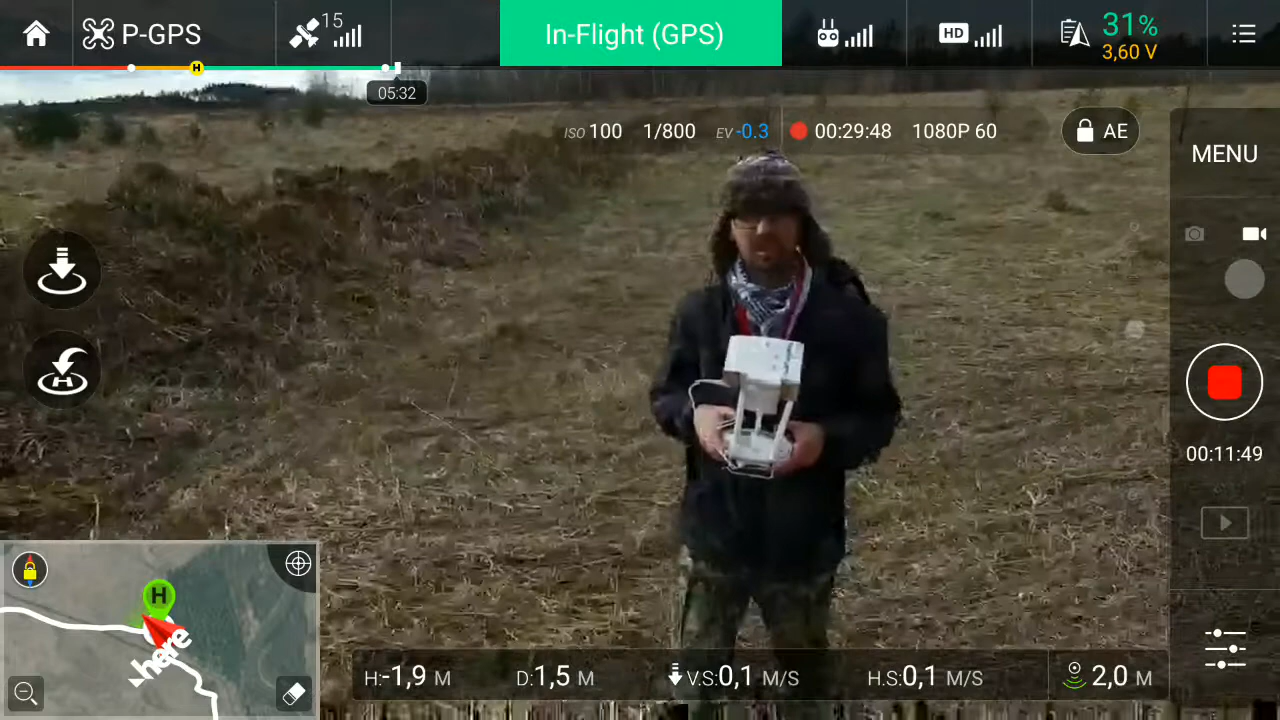 P-GPS
15
In-Flight (GPS)
HD
31%
3,60 V
H
05:32
ISO 100 1/800 EV -0.3 00:29:48 1080P 60
AE
MENU
H
00:11:49
H
here
H:-1,9 M D:1,5 M V.S:0,1 M/S H.S:0,1 M/S 2,0 M